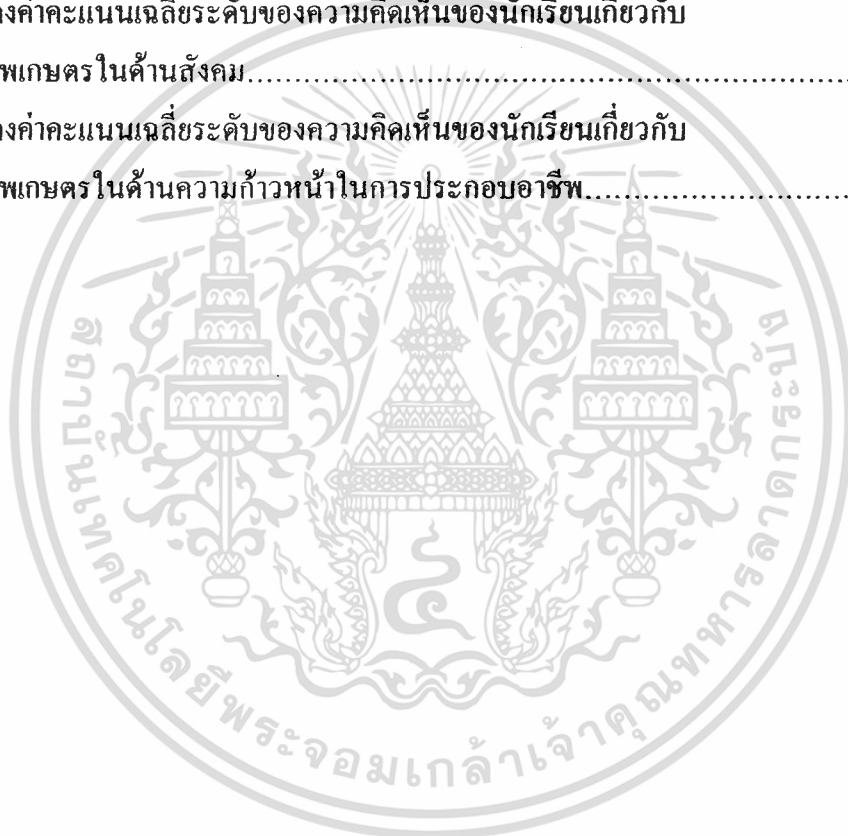 งค่าคะแนนเฉลี่ยระดับของความคิดเห็นของนักเรียนเกี่ยวกับ
พเกษตรในด้านสังคม................................................................
งค่าคะแนนเฉลี่ยระดับของความคิดเห็นของนักเรียนเกี่ยวกับ
พเกษตรในด้านความก้าวหน้าในการประกอบอาชีพ............................
สถาบันเทคโนโลยีพระจอมเกล้าเจ้าคุณทหารลาดกระบัง
๔